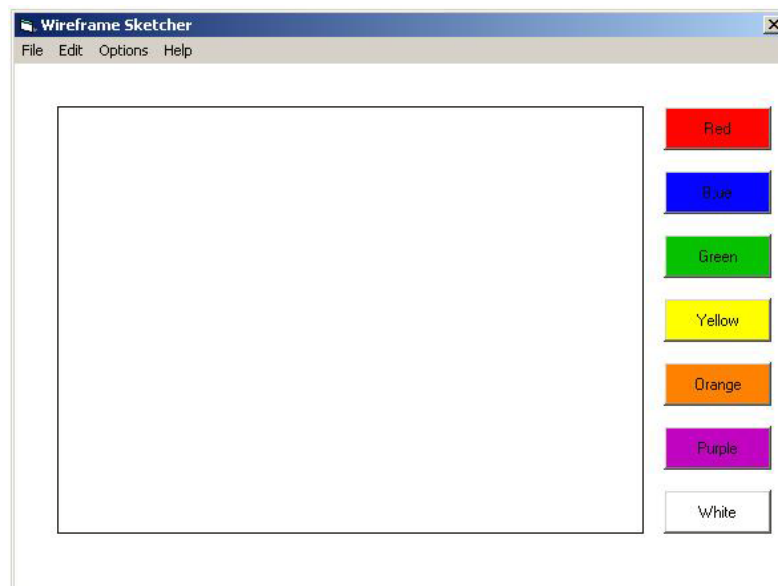 Wireframe Sketcher
File Edit Options Help
Red
Blue
Green
Yellow
Orange
Purple
White